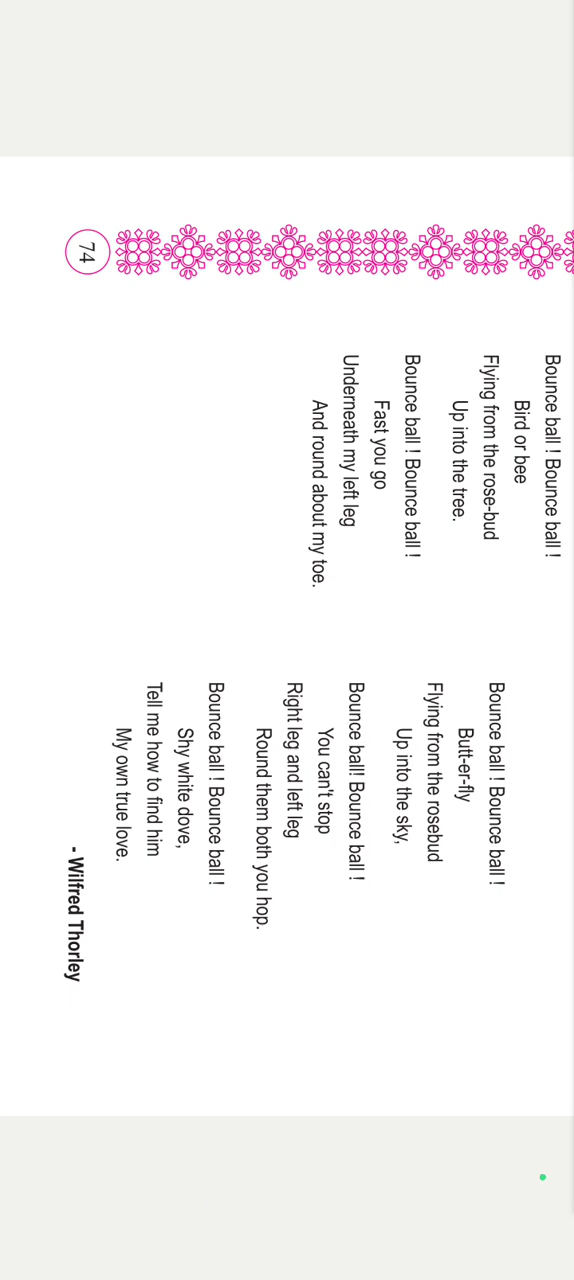 Bounce ball ! Bounce ball !
Bird or bee
Flying from the rose-bud
Up into the tree.
Bounce ball ! Bounce ball !
Fast you go
Underneath my left leg
And round about my toe.
Bounce ball ! Bounce ball !
Butt-er-fly
Flying from the rosebud
Up into the sky,
Bounce ball! Bounce ball !
You can't stop
Right leg and left leg
Round them both you hop.
Bounce ball ! Bounce ball !
Shy white dove,
Tell me how to find him
My own true love.
- Wilfred Thorley
74